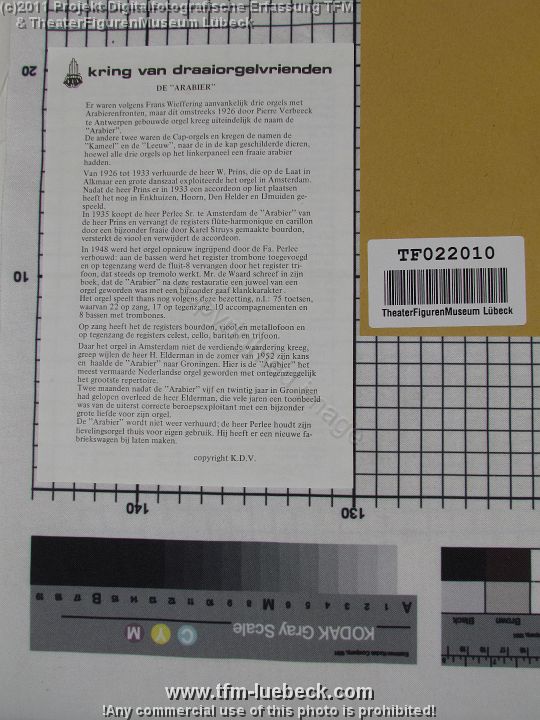 (c)2011 Projekt Digitalfotografische Erfassung TFM
& TheaterFigurenMuseum Lübeck
20
kring van draaiorgelvrienden
DE "ARABIER"
Er waren volgens Frans Wieffering aanvankelijk drie orgels met
Arabierenfronten, maar dit omstreeks 1926 door Pierre Verbeeck
te Antwerpen gebouwde orgel kreeg uiteindelijk de naam de
"Arabier".
De andere twee waren de Cap-orgels en kregen de namen de
"Kameel" en de "Leeuw", naar de in de kap geschilderde dieren,
hoewel alle drie orgels op het linkerpaneel een fraaie arabier
hadden.
Van 1926 tot 1933 verhuurde de heer W. Prins, die op de Laat in
Alkmaar een grote danszaal exploiteerde het orgel in Amsterdam.
Nadat de heer Prins er in 1933 een accordeon op liet plaatsen
heeft het nog in Enkhuizen, Hoorn, Den Helder en IJmuiden ge-
speeld.
In 1935 koopt de heer Perlee Sr. te Amsterdam de "Arabier" van
de heer Prins en vervangt de registers flûte-harmonique en carillon
door een bijzonder fraaie door Karel Struys gemaakte bourdon,
versterkt de viool en verwijdert de accordeon.
In 1948 werd het orgel opnieuw ingrijpend door de Fa. Perlee
verbouwd: aan de bassen werd het register trombone toegevoegd
en op tegenzang werd de fluit-8 vervangen door het register tri-
foon, dat steeds op tremolo werkt. Mr. de Waard schreef in zijn
boek, dat de "Arabier" na deze restauratie een juweel van een
orgel geworden was met een bijzonder gaaf klankkarakter.
Het orgel speelt thans nog volgens deze bezetting, n.l.: 75 toetsen,
waarvan 22 op zang, 17 op tegenzang, 10 accompagnementen en
8 bassen met trombones.
Op zang heeft het de registers bourdon, viool en metallofoon en
op tegenzang de registers celest, cello, bariton en trifoon.
Daar het orgel in Amsterdam niet de verdiende waardering kreeg,
greep wijlen de heer H. Elderman in de zomer van 1952 zijn kans
en haalde de "Arabier" naar Groningen. Hier is de "Arabier" het
meest vermaarde Nederlandse orgel geworden met ontegenzeggelijk
het grootste repertoire.
Twee maanden nadat de "Arabier" vijf en twintig jaar in Groningen
had gelopen overleed de heer Elderman, die vele jaren een toonbeeld
was van de uiterst correcte beroepsexploitant met een bijzonder
grote liefde voor zijn orgel.
De "Arabier" wordt niet weer verhuurd; de heer Perlee houdt zijn
lievelingsorgel thuis voor eigen gebruik. Hij heeft er een nieuwe fa-
briekswagen bij laten maken.
copyright K.D.V.
TF022010
TheaterFigurenMuseum Lübeck
10
140
130
A 1 2 3 4 5 6 M 8 9 10 11 12 13 14 15 B 17 18 19
KODAK Gray Scale
C Y M
Brown
Black
www.tfm-luebeck.com
!Any commercial use of this photo is prohibited!